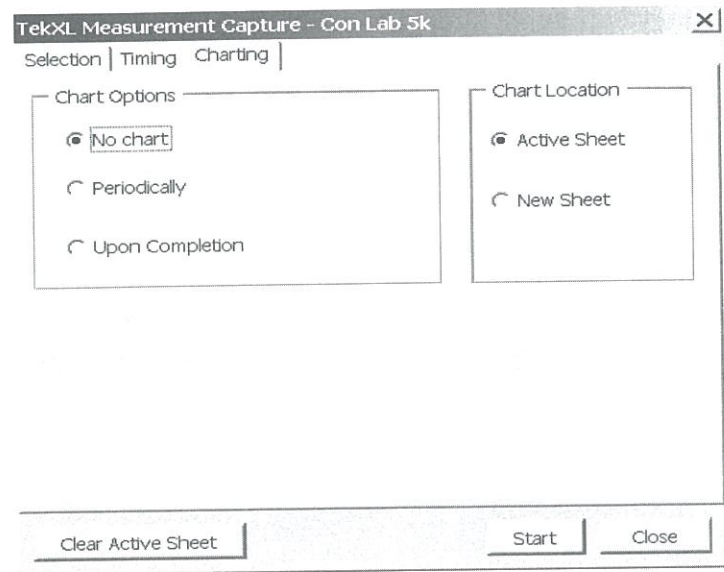 TekXL Measurement Capture - Con Lab 5k
Selection | Timing Charting |
Chart Options
No chart
Periodically
Upon Completion
Chart Location
Active Sheet
New Sheet
Clear Active Sheet
Start
Close